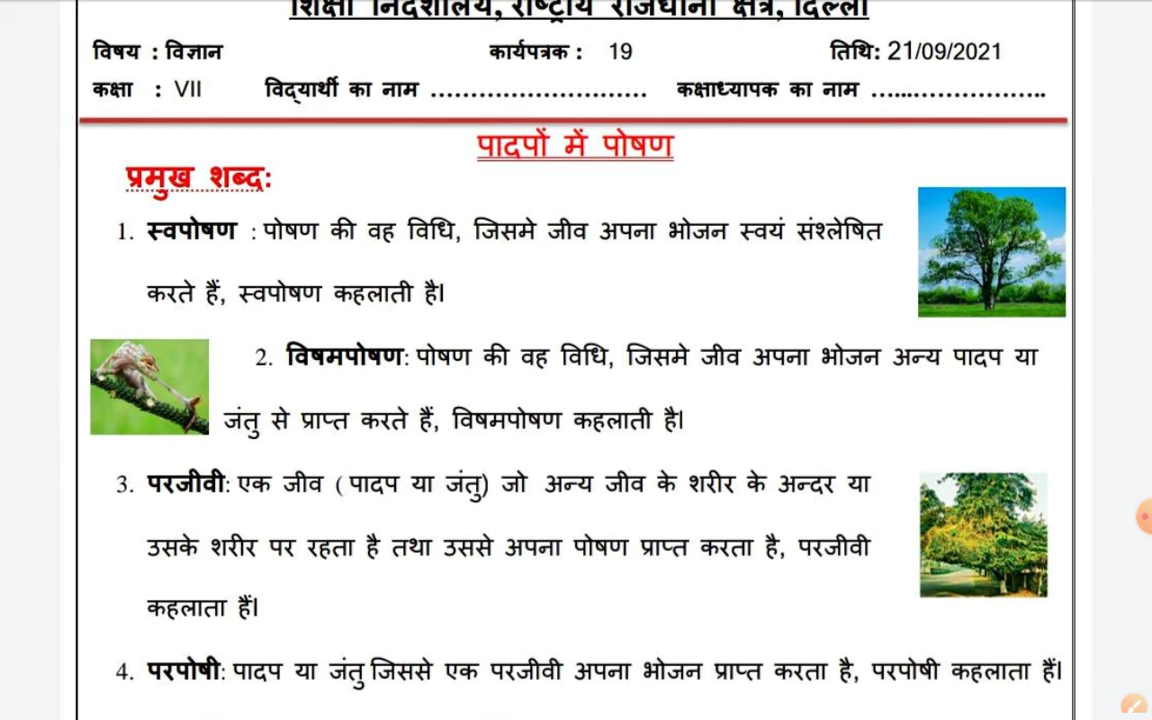 शिक्षा निदेशालय, राष्ट्रीय राजधानी क्षेत्र, दिल्ली
विषय : विज्ञान कार्यपत्रक : 19 तिथि: 21/09/2021
कक्षा : VII विद्यार्थी का नाम ........................... कक्षाध्यापक का नाम ......................
पादपों में पोषण
प्रमुख शब्द:
1. स्वपोषण : पोषण की वह विधि, जिसमे जीव अपना भोजन स्वयं संश्लेषित
करते हैं, स्वपोषण कहलाती है।
2. विषमपोषण: पोषण की वह विधि, जिसमे जीव अपना भोजन अन्य पादप या
जंतु से प्राप्त करते हैं, विषमपोषण कहलाती है।
3. परजीवी: एक जीव ( पादप या जंतु) जो अन्य जीव के शरीर के अन्दर या
उसके शरीर पर रहता है तथा उससे अपना पोषण प्राप्त करता है, परजीवी
कहलाता हैं।
4. परपोषी: पादप या जंतु जिससे एक परजीवी अपना भोजन प्राप्त करता है, परपोषी कहलाता हैं।